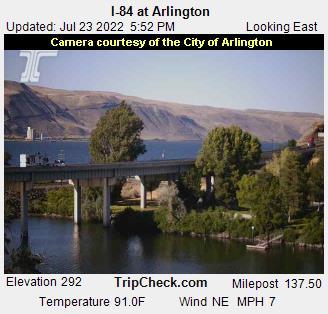 I-84 at Arlington
Updated: Jul 23 2022 5:52 PM Looking East
Camera courtesy of the City of Arlington
Elevation 292 TripCheck.com Milepost 137.50
Temperature 91.0F Wind NE MPH 7